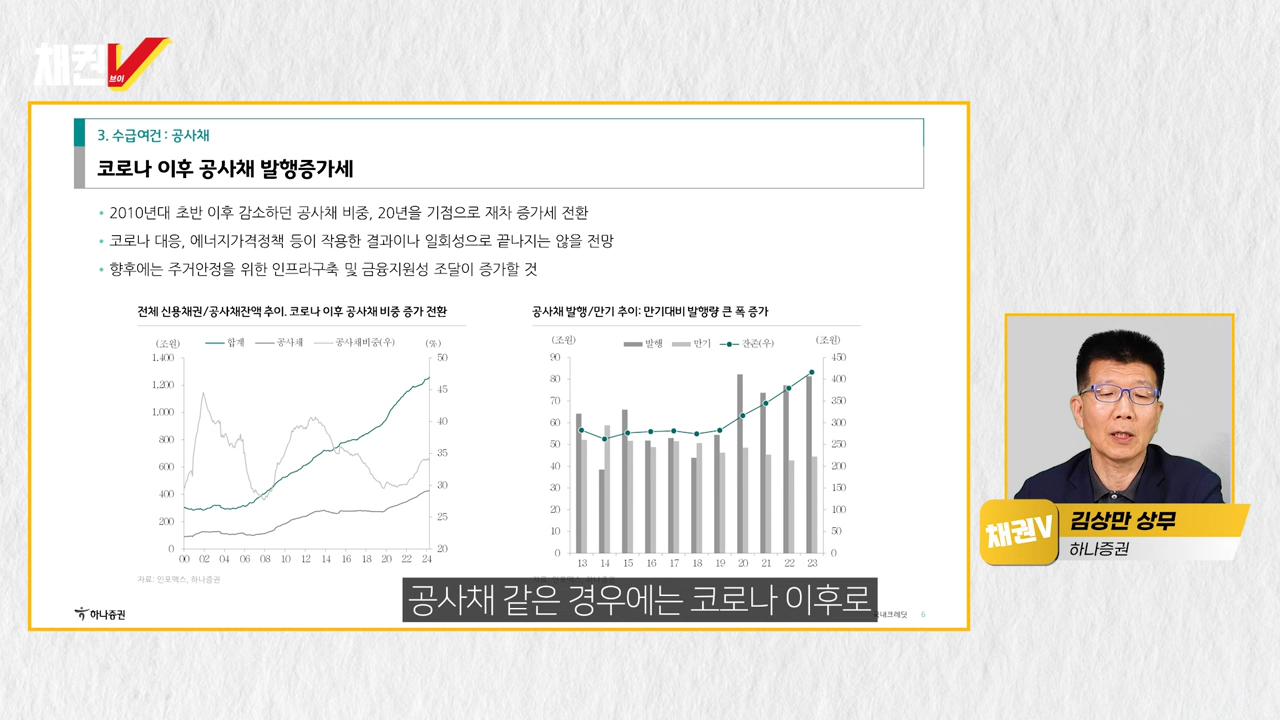 채권V
브이
3. 수급여건 : 공사채
코로나 이후 공사채 발행증가세
• 2010년대 초반 이후 감소하던 공사채 비중, 20년을 기점으로 재차 증가세 전환
• 코로나 대응, 에너지가격정책 등이 작용한 결과이나 일회성으로 끝나지는 않을 전망
• 향후에는 주거안정을 위한 인프라구축 및 금융지원성 조달이 증가할 것
전체 신용채권/공사채잔액 추이. 코로나 이후 공사채 비중 증가 전환
(조원) 합계 공사채 공사채비중(우) (%)
1,400 50
1,200 45
1,000 40
800
600 35
400 30
200 25
0 20
00 02 04 06 08 10 12 14 16 18 20 22 24
자료: 인포맥스, 하나증권
공사채 발행/만기 추이: 만기대비 발행량 큰 폭 증가
(조원) 발행 만기 잔존(우) (조원)
90 450
80 400
70 350
60 300
50 250
40 200
30 150
20 100
10 50
0 0
13 14 15 16 17 18 19 20 21 22 23
하나증권
공사채 같은 경우에는 코로나 이후로
내크레딧 6
채권V
김상만 상무
하나증권